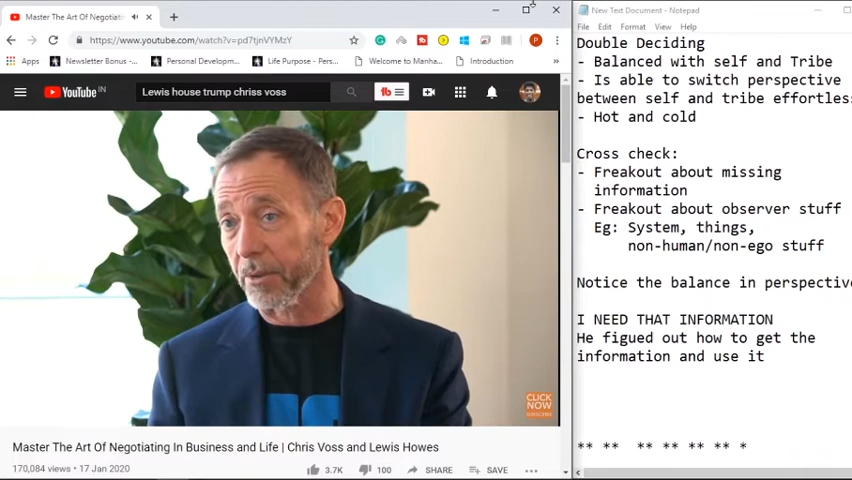 Master The Art Of Negotiatin
New Text Document - Notepad
https://www.youtube.com/watch?v=pd7tjnVYMzY
File Edit Format View Help
Apps Newsletter Bonus -... Personal Developm... Life Purpose - Pers... Welcome to Manha... Introduction
YouTube IN
Lewis house trump chriss voss
Double Deciding
- Balanced with self and Tribe
- Is able to switch perspective
between self and tribe effortles
- Hot and cold
Cross check:
- Freakout about missing
information
- Freakout about observer stuff
Eg: System, things,
non-human/non-ego stuff
Notice the balance in perspective
I NEED THAT INFORMATION
He figued out how to get the
information and use it
** ** ** ** ** ** *
CLICK
NOW
SUBSCRIBE
Master The Art Of Negotiating In Business and Life | Chris Voss and Lewis Howes
170,084 views • 17 Jan 2020
3.7K 100 SHARE SAVE